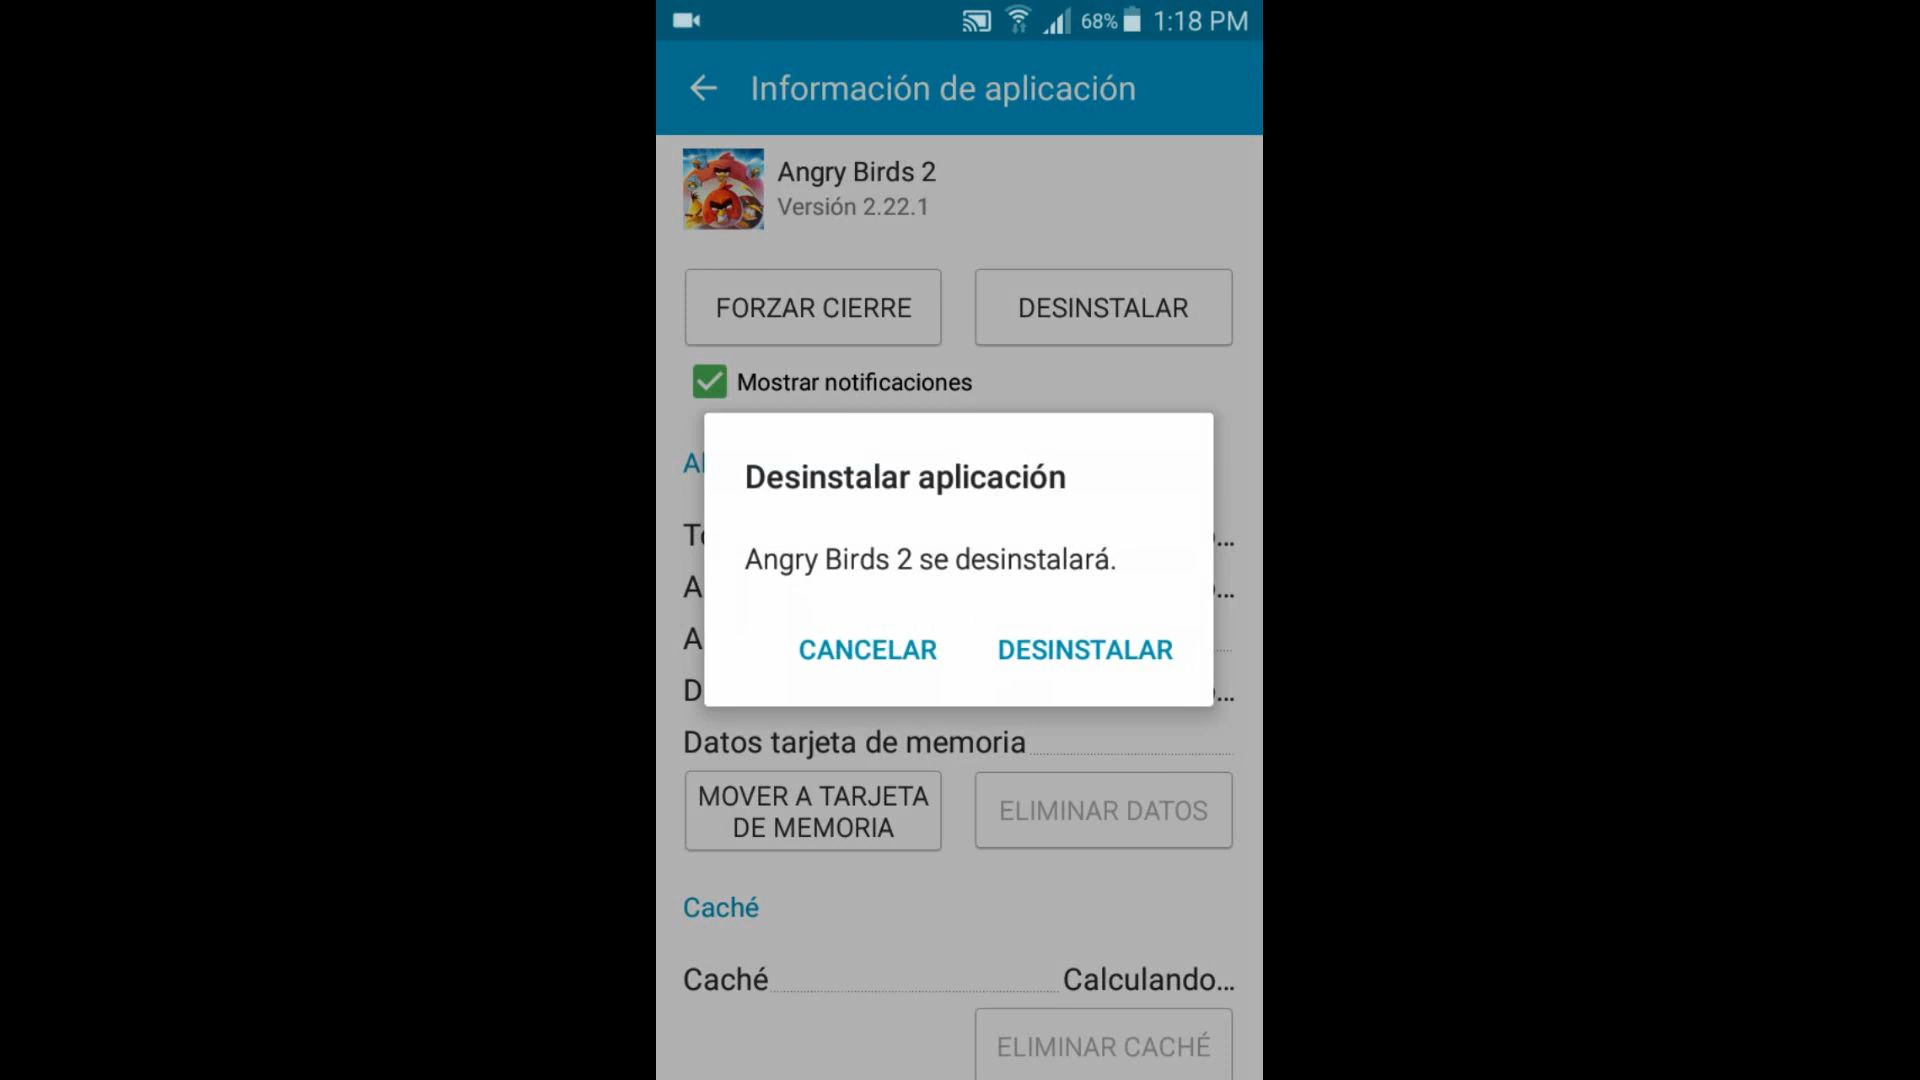 68% 1:18 PM
Información de aplicación
Angry Birds 2
Versión 2.22.1
FORZAR CIERRE DESINSTALAR
Mostrar notificaciones
Desinstalar aplicación
Angry Birds 2 se desinstalará.
CANCELAR DESINSTALAR
Datos tarjeta de memoria
MOVER A TARJETA
DE MEMORIA
ELIMINAR DATOS
Caché
Caché Calculando...
ELIMINAR CACHÉ